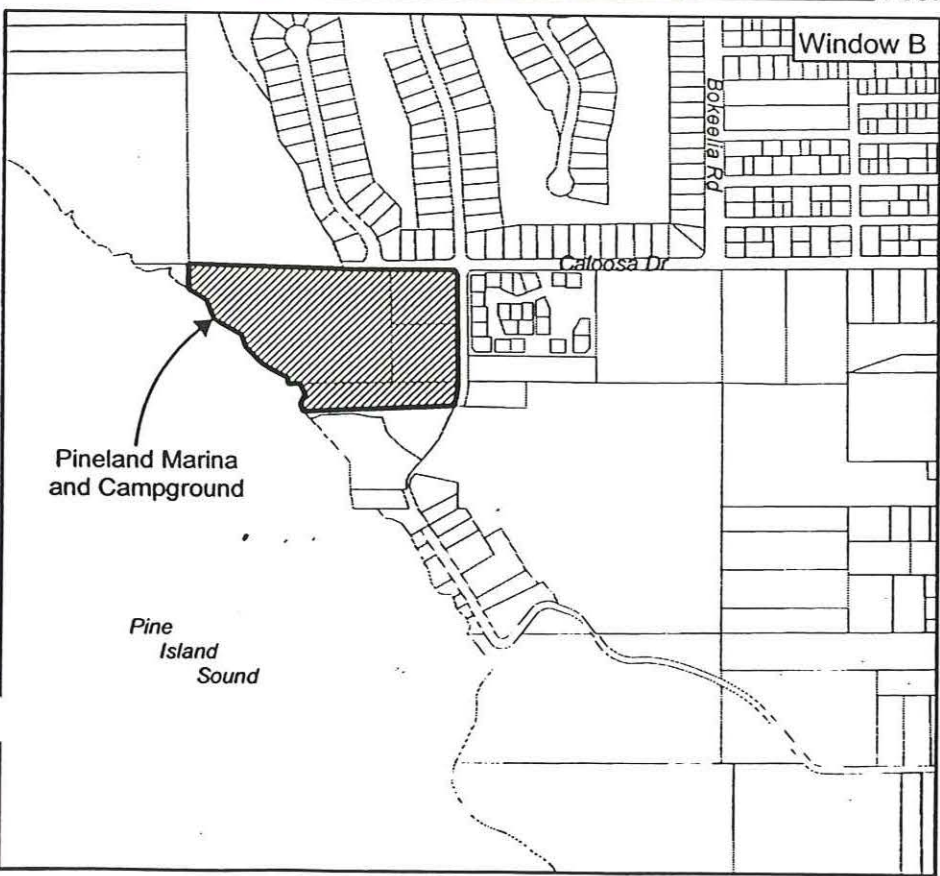 Window B
Bokeelia Rd
Caloosa Dr
Pineland Marina
and Campground
Pine
Island
Sound